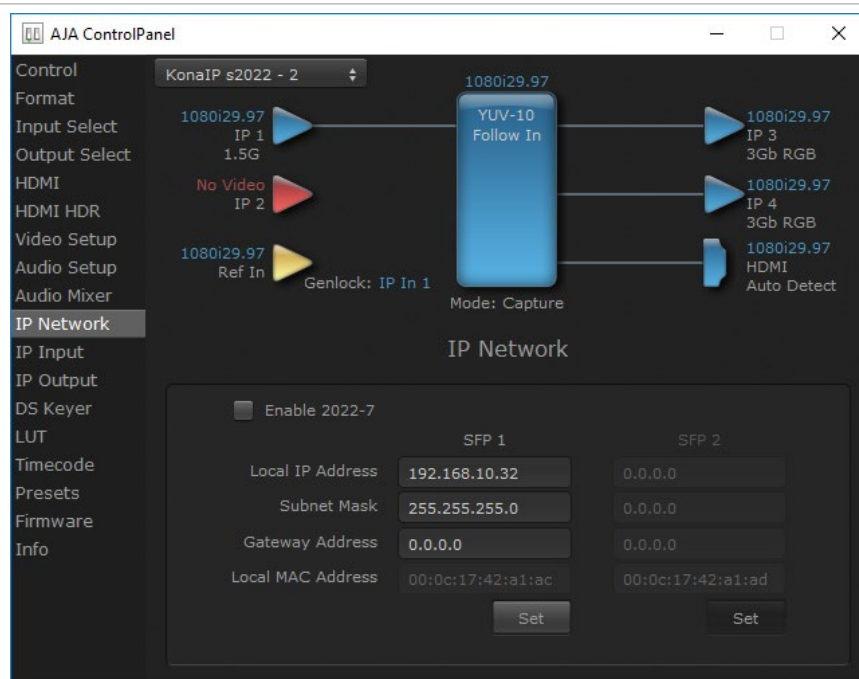 AJA ControlPanel
Control
Format
Input Select
Output Select
HDMI
HDMI HDR
Video Setup
Audio Setup
Audio Mixer
IP Network
IP Input
IP Output
DS Keyer
LUT
Timecode
Presets
Firmware
Info
KonaIP s2022 - 2
1080i29.97
IP 1
1.5G
No Video
IP 2
1080i29.97
Ref In
Genlock: IP In 1
1080i29.97
YUV-10
Follow In
Mode: Capture
1080i29.97
IP 3
3Gb RGB
1080i29.97
IP 4
3Gb RGB
1080i29.97
HDMI
Auto Detect
IP Network
Enable 2022-7
SFP 1 SFP 2
Local IP Address 192.168.10.32 0.0.0.0
Subnet Mask 255.255.255.0 0.0.0.0
Gateway Address 0.0.0.0 0.0.0.0
Local MAC Address 00:0c:17:42:a1:ac 00:0c:17:42:a1:ad
Set Set